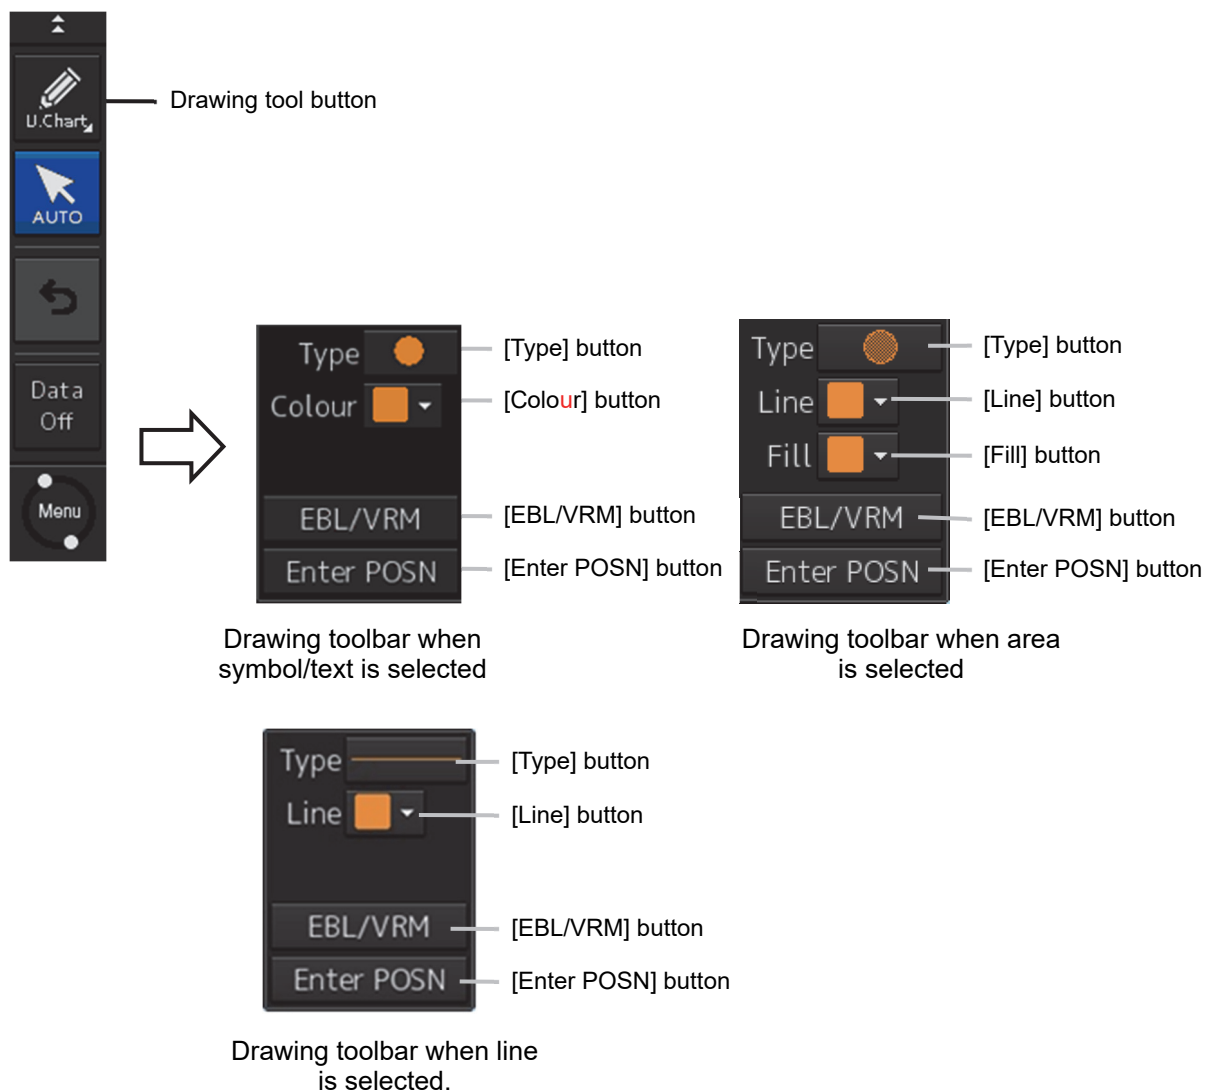 U.Chart
Drawing tool button
AUTO
Data
Off
Menu
Type
[Type] button
Colour
[Colour] button
EBL/VRM
[EBL/VRM] button
Enter POSN
[Enter POSN] button
Drawing toolbar when
symbol/text is selected
Type
[Type] button
Line
[Line] button
Fill
[Fill] button
EBL/VRM
[EBL/VRM] button
Enter POSN
[Enter POSN] button
Drawing toolbar when area
is selected
Type
[Type] button
Line
[Line] button
EBL/VRM
[EBL/VRM] button
Enter POSN
[Enter POSN] button
Drawing toolbar when line
is selected.